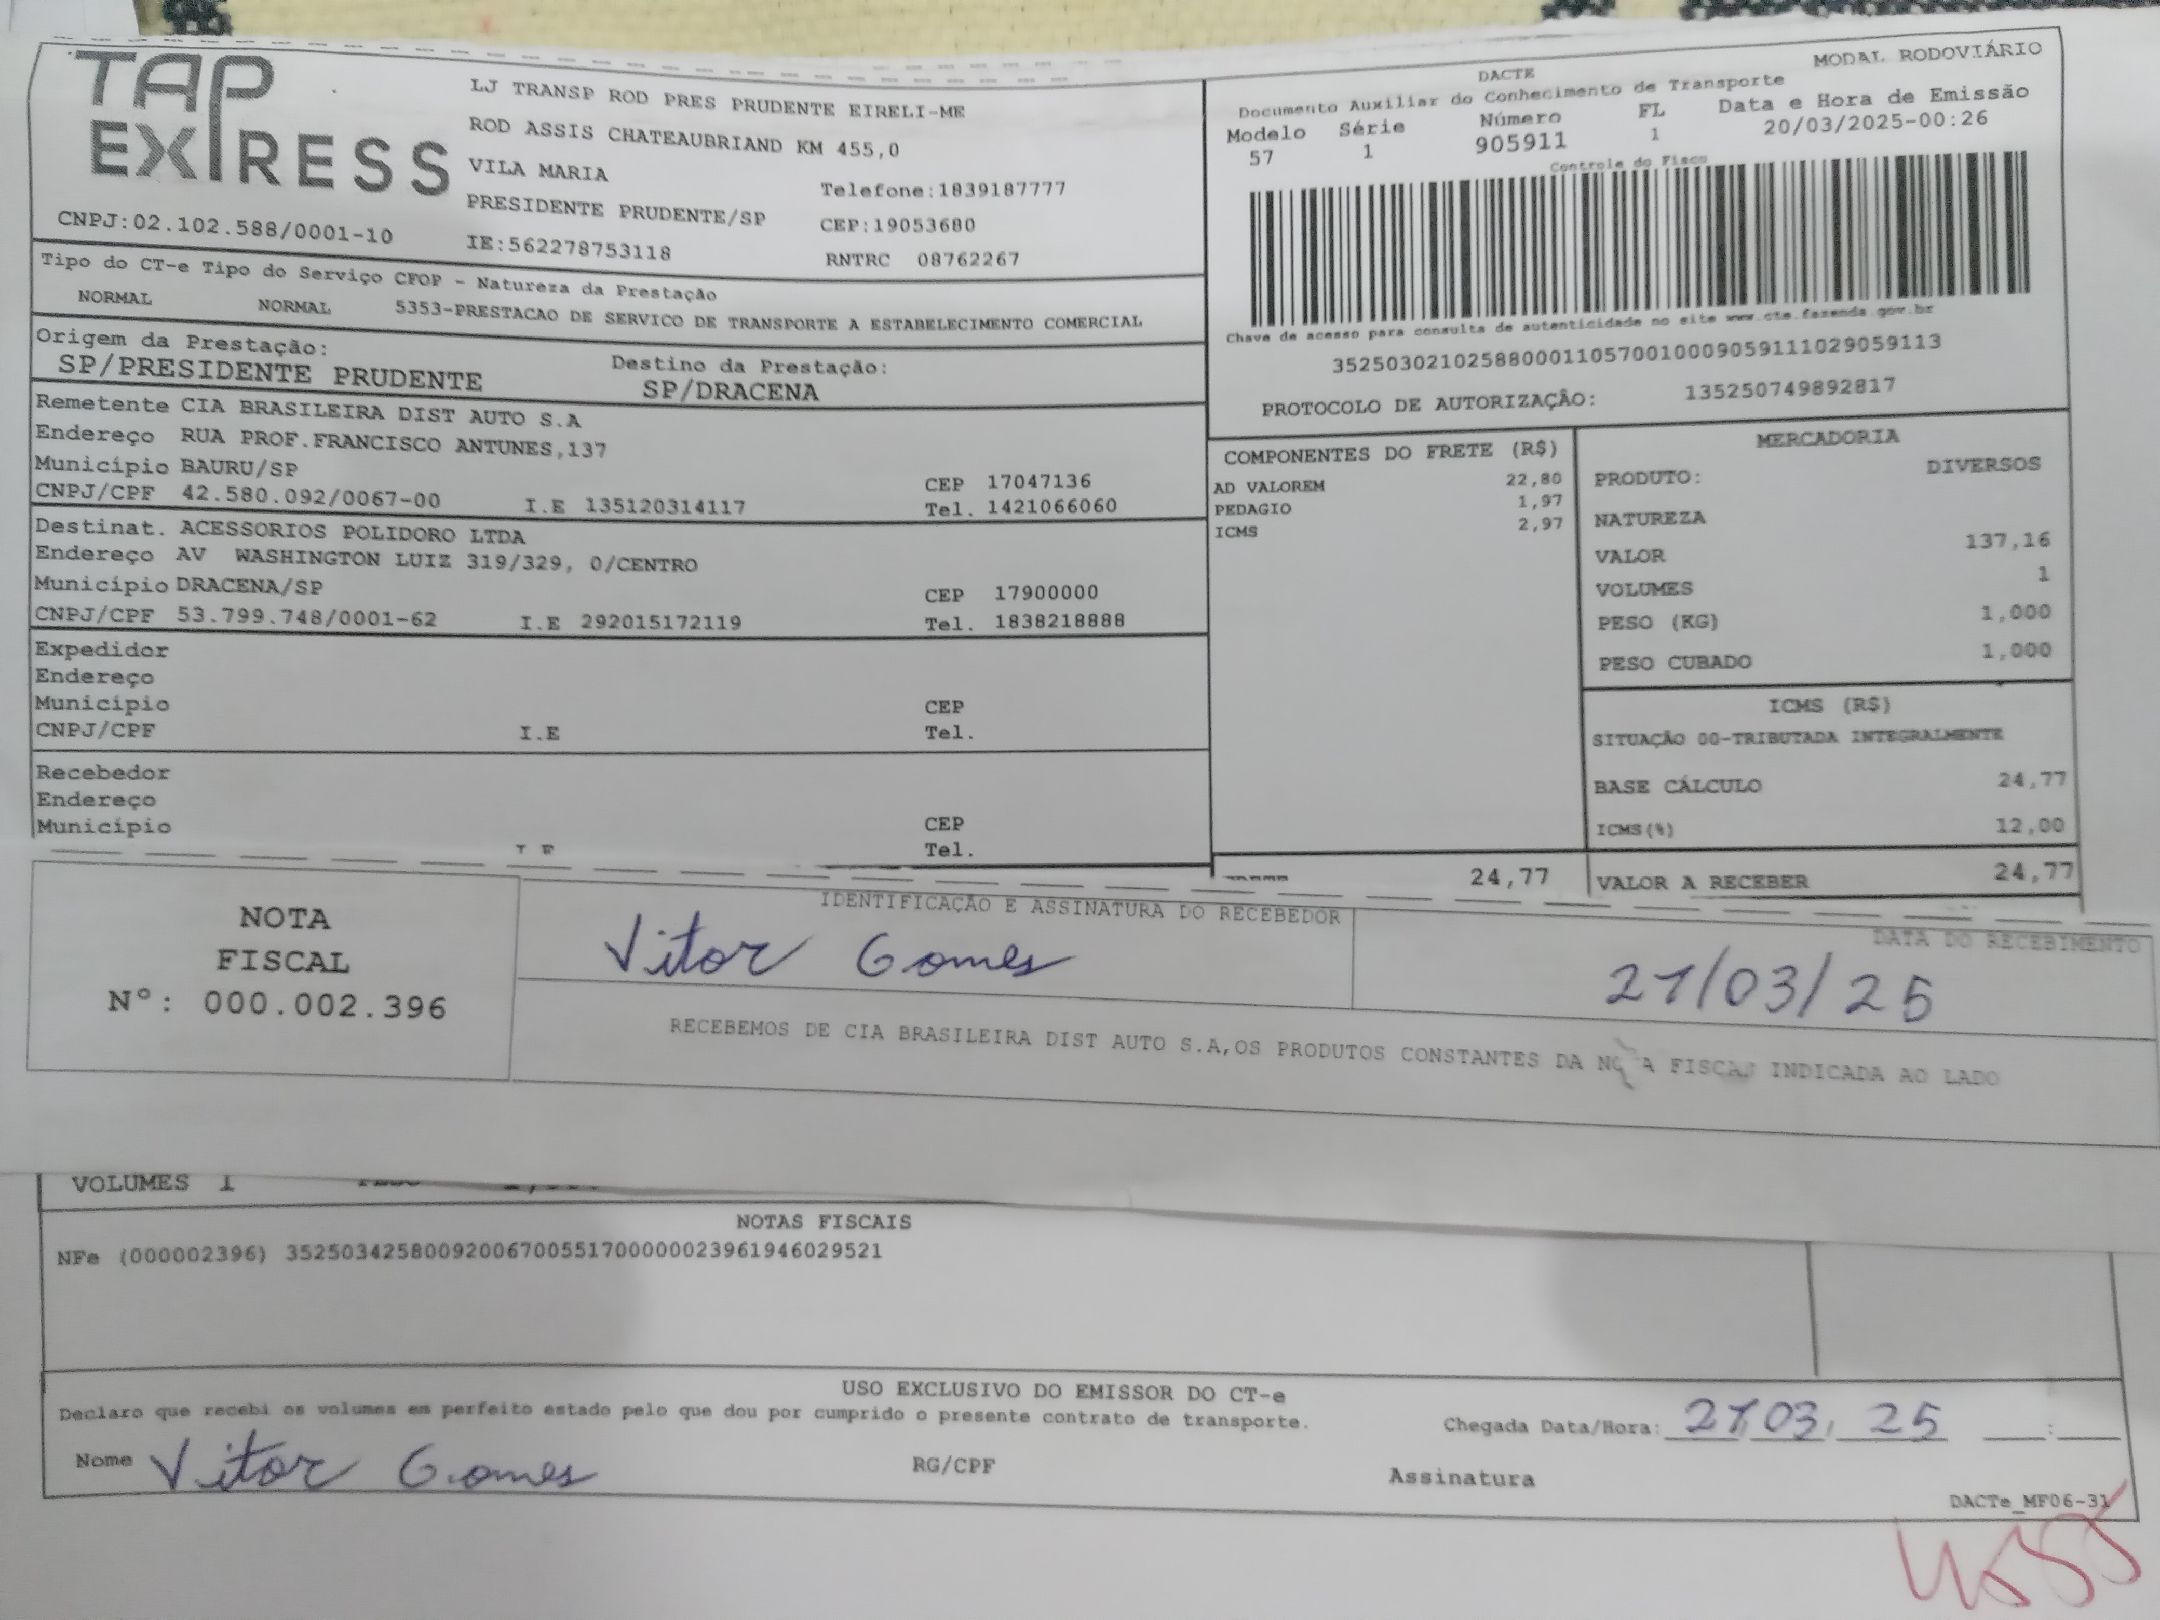 TAP EXPRESS
LJ TRANSP ROD PRES PRUDENTE EIRELI-ME
ROD ASSIS CHATEAUBRIAND KM 455,0
VILA MARIA
Telefone:1839187777
PRESIDENTE PRUDENTE/SP
CEP:19053680
CNPJ:02.102.588/0001-10
IE:562278753118
RNTRC 08762267
MODAL RODOVIÁRIO
DACTE
Documento Auxiliar do Conhecimento de Transporte
Modelo Série Número FL Data e Hora de Emissão
57 1 905911 1 20/03/2025-00:26
Controle do Fisco
Chave de acesso para consulta de autenticidade no site www.cte.fazenda.gov.br
35250302102588000110570010009059111029059113
PROTOCOLO DE AUTORIZAÇÃO: 135250749892817
Tipo do CT-e Tipo do Serviço CFOP - Natureza da Prestação
NORMAL NORMAL 5353-PRESTACAO DE SERVICO DE TRANSPORTE A ESTABELECIMENTO COMERCIAL
Origem da Prestação:
SP/PRESIDENTE PRUDENTE
Destino da Prestação:
SP/DRACENA
Remetente CIA BRASILEIRA DIST AUTO S.A
Endereço RUA PROF.FRANCISCO ANTUNES,137
Município BAURU/SP CEP 17047136
CNPJ/CPF 42.580.092/0067-00 I.E 135120314117 Tel. 1421066060
Destinat. ACESSORIOS POLIDORO LTDA
Endereço AV WASHINGTON LUIZ 319/329, 0/CENTRO
Município DRACENA/SP CEP 17900000
CNPJ/CPF 53.799.748/0001-62 I.E 292015172119 Tel. 1838218888
Expedidor
Endereço
Município CEP
CNPJ/CPF I.E Tel.
Recebedor
Endereço
Município CEP
I E Tel.
COMPONENTES DO FRETE (R$)
AD VALOREM 22,80
PEDAGIO 1,97
ICMS 2,97
24,77
MERCADORIA
PRODUTO: DIVERSOS
NATUREZA
VALOR 137,16
VOLUMES 1
PESO (KG) 1,000
PESO CUBADO 1,000
ICMS (R$)
SITUAÇÃO 00-TRIBUTADA INTEGRALMENTE
BASE CÁLCULO 24,77
ICMS(%) 12,00
VALOR A RECEBER 24,77
NOTA
FISCAL
Nº: 000.002.396
IDENTIFICAÇÃO E ASSINATURA DO RECEBEDOR
Vitor Gomes
DATA DO RECEBIMENTO
21/03/25
RECEBEMOS DE CIA BRASILEIRA DIST AUTO S.A,OS PRODUTOS CONSTANTES DA NOTA FISCAL INDICADA AO LADO
VOLUMES 1
NOTAS FISCAIS
NFe (000002396) 35250342580092006700551700000023961946029521
USO EXCLUSIVO DO EMISSOR DO CT-e
Declaro que recebi os volumes em perfeito estado pelo que dou por cumprido o presente contrato de transporte.
Chegada Data/Hora: 21/03/25 :
Nome Vitor Gomes RG/CPF Assinatura
DACTe_MF06-31